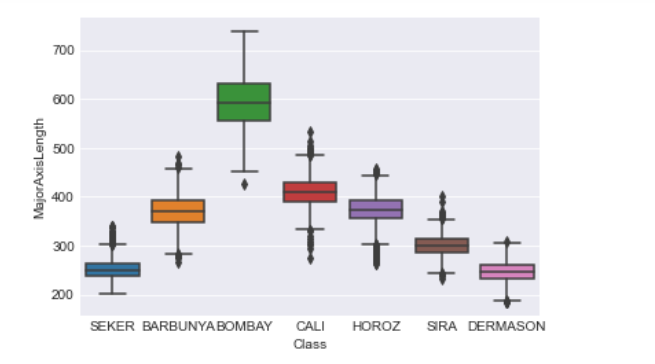 700
600
500
400
300
200
MajorAxisLength
SEKER BARBUNYA BOMBAY CALI HOROZ SIRA DERMASON
Class